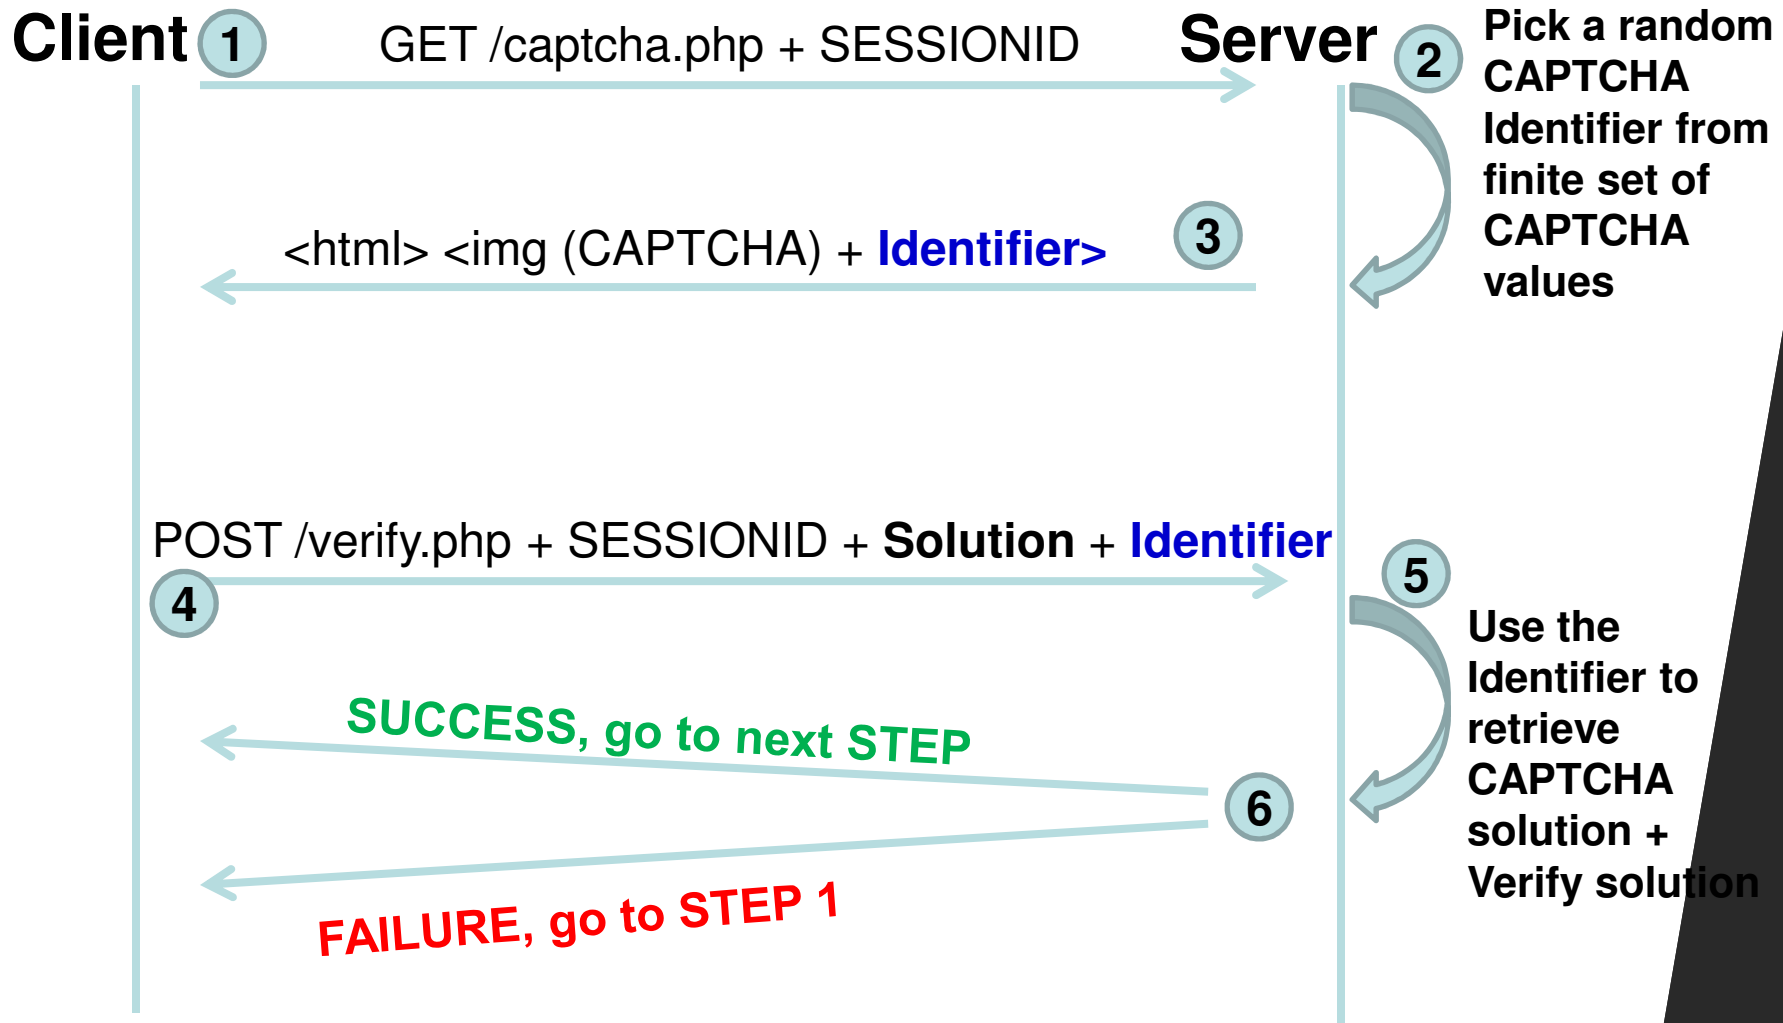 Client
1
GET /captcha.php + SESSIONID
Server
2
Pick a random
CAPTCHA
Identifier from
finite set of
CAPTCHA
values
<html> <img (CAPTCHA) + Identifier>
3
POST /verify.php + SESSIONID + Solution + Identifier
4
5
Use the
Identifier to
retrieve
CAPTCHA
solution +
Verify solution
SUCCESS, go to next STEP
6
FAILURE, go to STEP 1